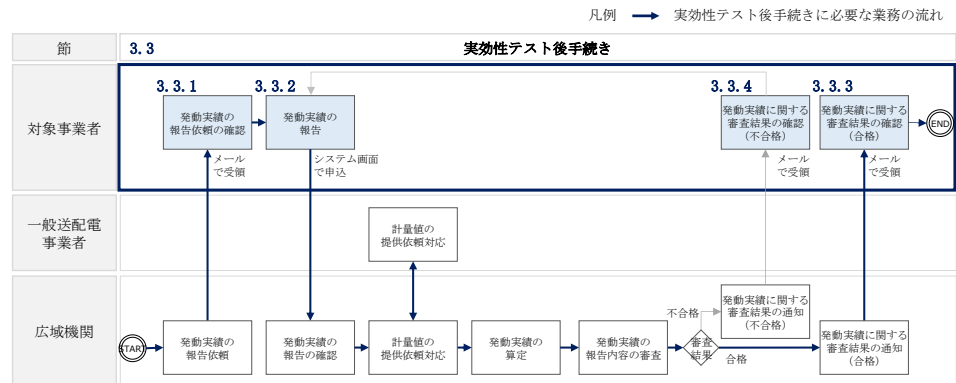 凡例 実効性テスト後手続きに必要な業務の流れ
節
3.3 実効性テスト後手続き
対象事業者
3.3.1
発動実績の
報告依頼の確認
3.3.2
発動実績の
報告
3.3.4
発動実績に関する
審査結果の確認
（不合格）
3.3.3
発動実績に関する
審査結果の確認
（合格）
END
メール
で受領
システム画面
で申込
メール
で受領
メール
で受領
一般送配電
事業者
計量値の
提供依頼対応
広域機関
START
発動実績の
報告依頼
発動実績の
報告の確認
計量値の
提供依頼対応
発動実績の
算定
発動実績の
報告内容の審査
審査
結果
不合格
合格
発動実績に関する
審査結果の通知
（不合格）
発動実績に関する
審査結果の通知
（合格）